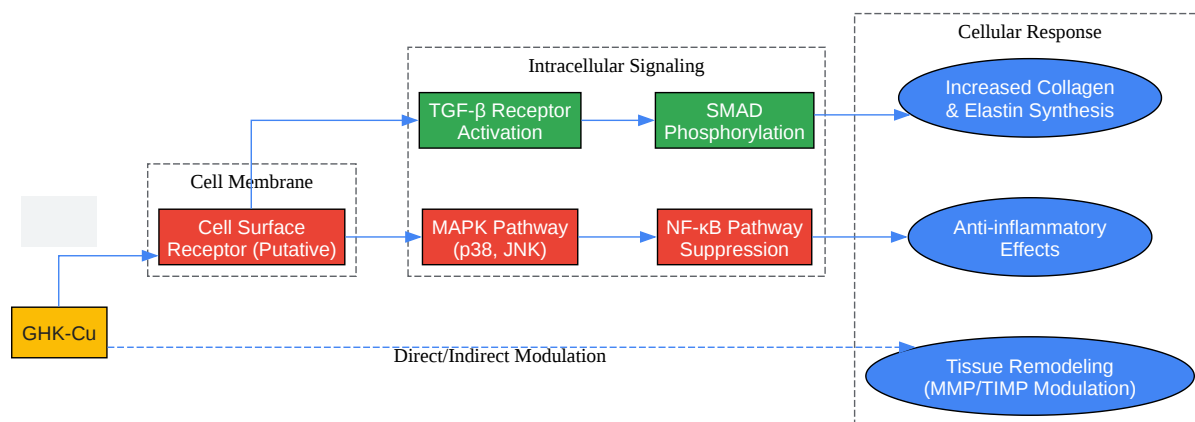 Cellular Response
Intracellular Signaling
Increased Collagen
& Elastin Synthesis
TGF-β Receptor
Activation
SMAD
Phosphorylation
Cell Membrane
Cell Surface
Receptor (Putative)
MAPK Pathway
(p38, JNK)
NF-κB Pathway
Suppression
Anti-inflammatory
Effects
GHK-Cu
Direct/Indirect Modulation
Tissue Remodeling
(MMP/TIMP Modulation)